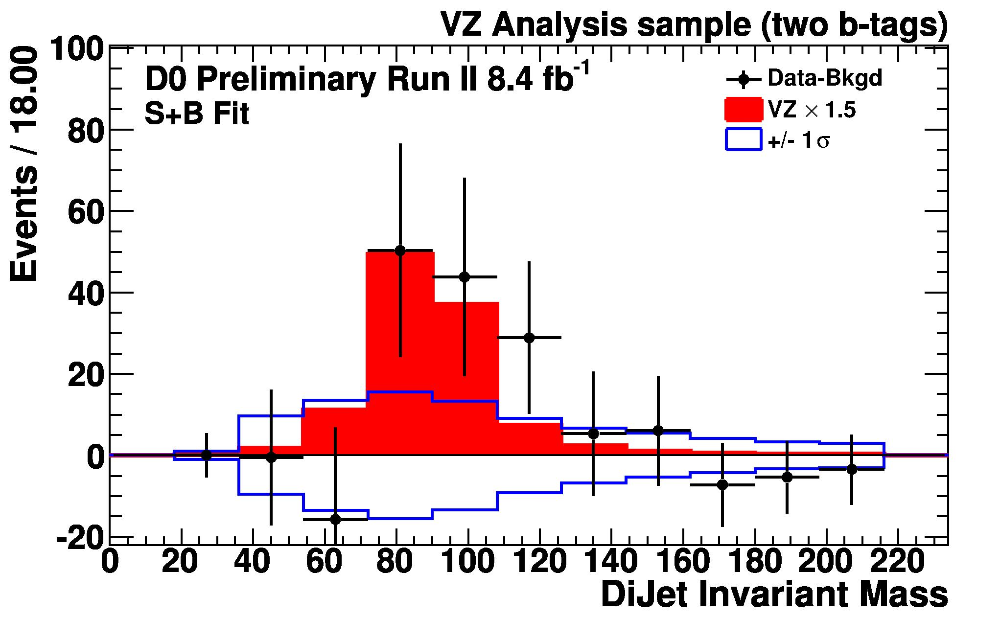 VZ Analysis sample (two b-tags)
Events / 18.00
100
80
60
40
20
0
-20
D0 Preliminary Run II 8.4 fb-1
S+B Fit
Data-Bkgd
VZ × 1.5
+/- 1σ
0 20 40 60 80 100 120 140 160 180 200 220
DiJet Invariant Mass